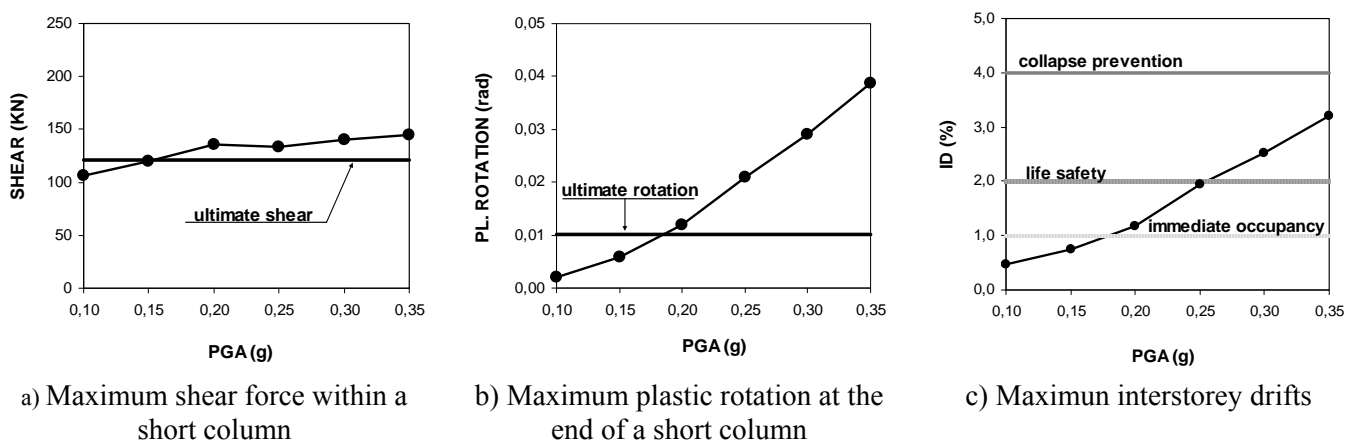 250
200
150
100
50
0
SHEAR (KN)
ultimate shear
0,10 0,15 0,20 0,25 0,30 0,35
PGA (g)
a) Maximum shear force within a
short column
0,05
0,04
0,03
0,02
0,01
0,00
PL. ROTATION (rad)
ultimate rotation
0,10 0,15 0,20 0,25 0,30 0,35
PGA (g)
b) Maximum plastic rotation at the
end of a short column
5,0
4,0
3,0
2,0
1,0
0,0
ID (%)
collapse prevention
life safety
immediate occupancy
0,10 0,15 0,20 0,25 0,30 0,35
PGA (g)
c) Maximun interstorey drifts